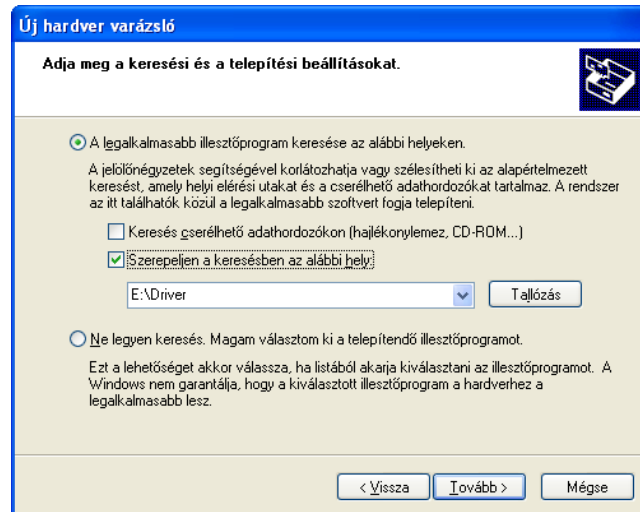 Új hardver varázsló
Adja meg a keresési és a telepítési beállításokat.
A legalkalmasabb illesztőprogram keresése az alábbi helyeken.
A jelölőnégyzetek segítségével korlátozhatja vagy szélesítheti ki az alapértelmezett
keresést, amely helyi elérési utakat és a cserélhető adathordozókat tartalmaz. A rendszer
az itt találhatók közül a legalkalmasabb szoftvert fogja telepíteni.
Keresés cserélhető adathordozókon (hajlékonylemez, CD-ROM...)
Szerepeljen a keresésben az alábbi hely:
E:\Driver
Tallózás
Ne legyen keresés. Magam választom ki a telepítendő illesztőprogramot.
Ezt a lehetőséget akkor válassza, ha listából akarja kiválasztani az illesztőprogramot. A
Windows nem garantálja, hogy a kiválasztott illesztőprogram a hardverhez a
legalkalmasabb lesz.
< Vissza Tovább > Mégse